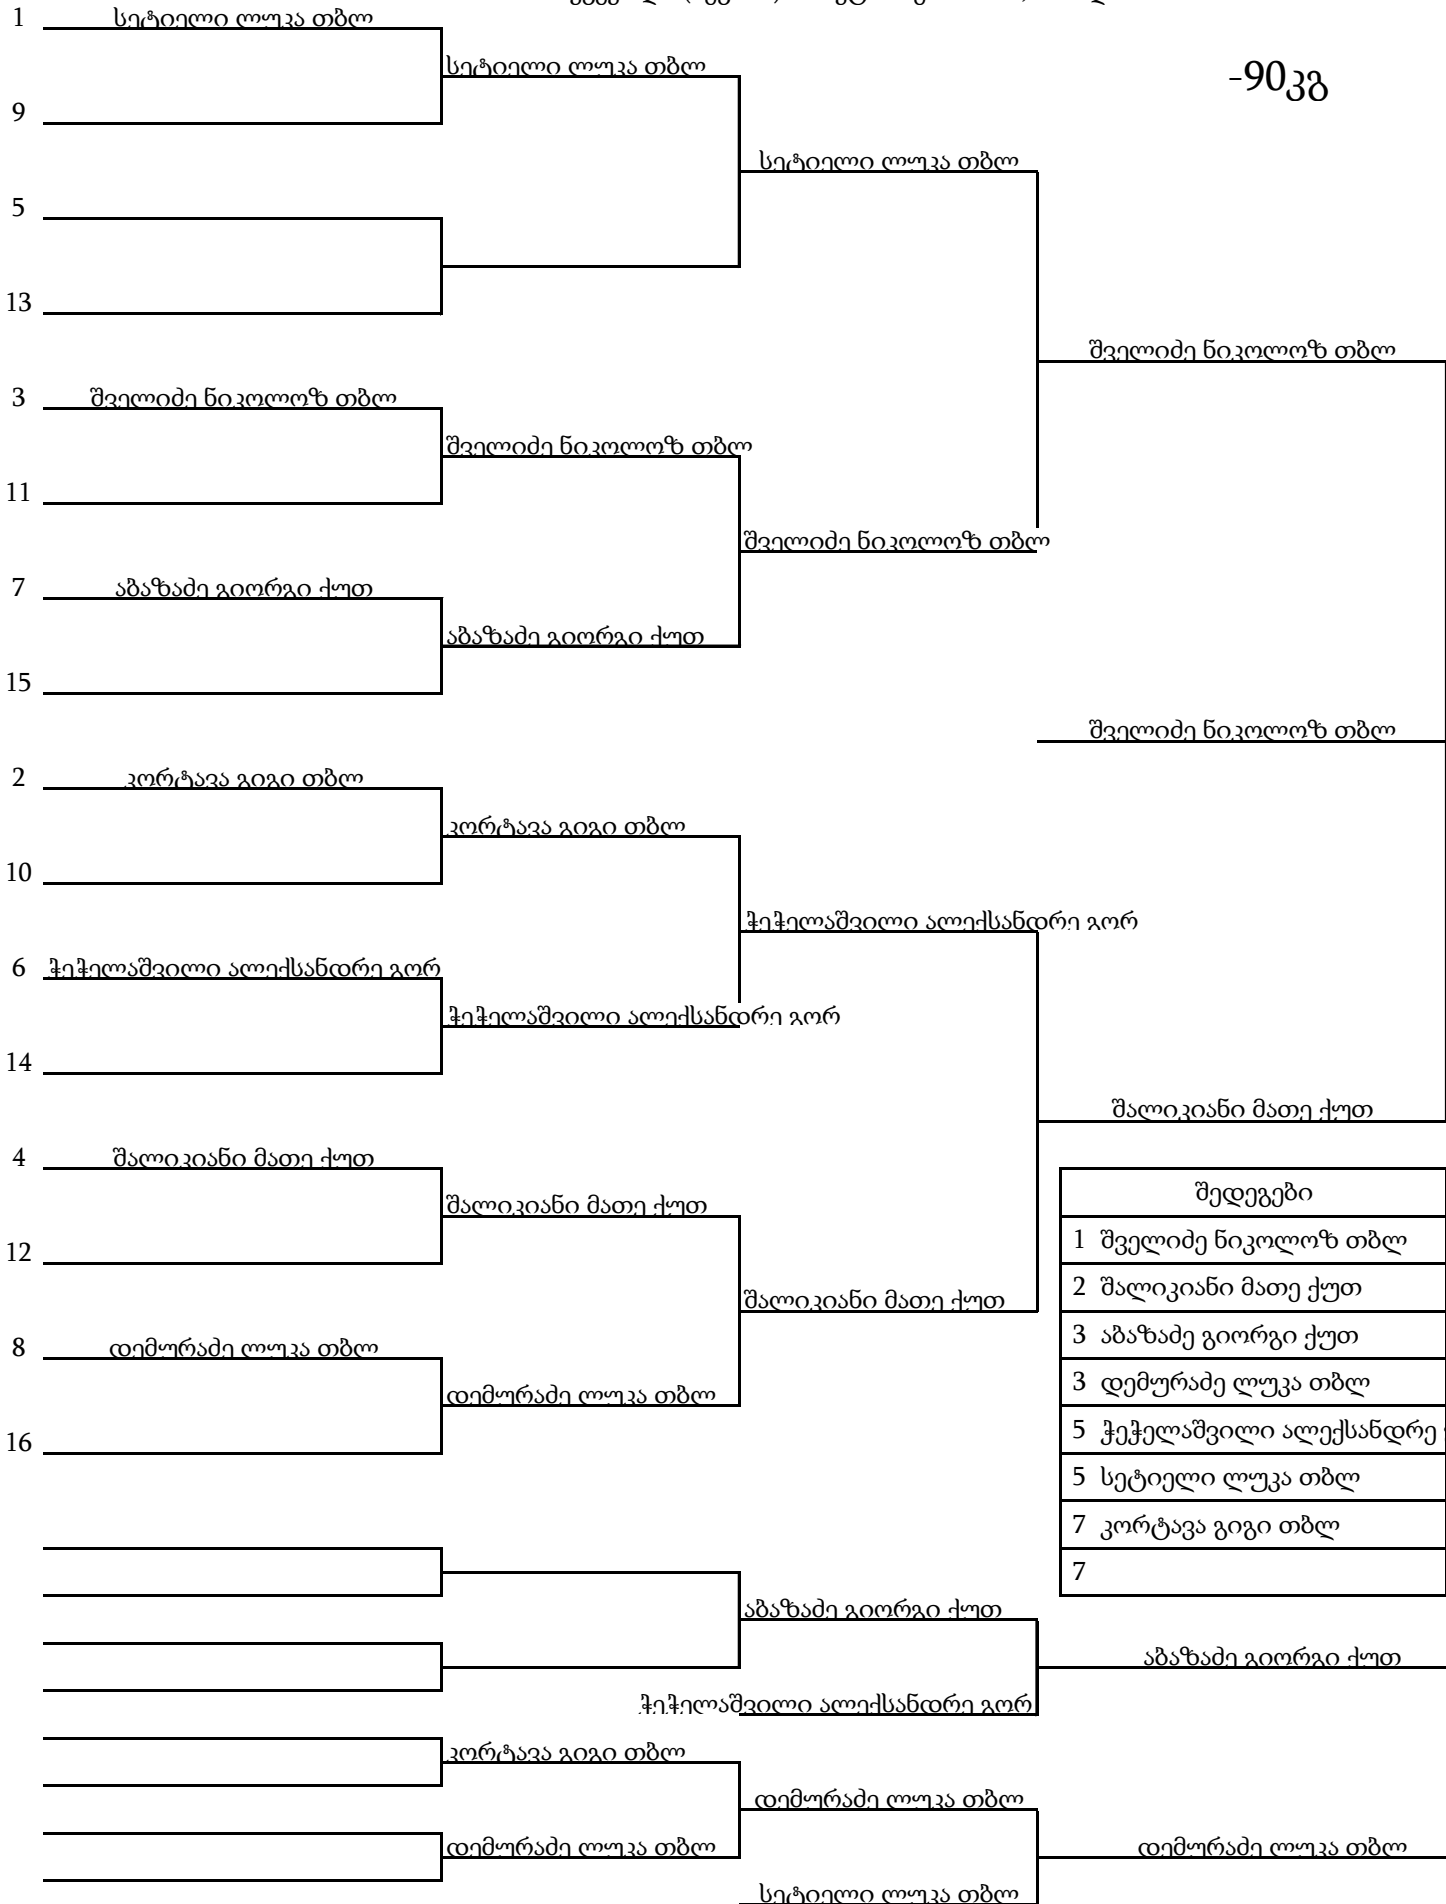 1 სეტიელი ლუკა თბლ
სეტიელი ლუკა თბლ
-90კგ
9
სეტიელი ლუკა თბლ
5
13
შველიძე ნიკოლოზ თბლ
3 შველიძე ნიკოლოზ თბლ
შველიძე ნიკოლოზ თბლ
11
შველიძე ნიკოლოზ თბლ
7 აბაზაძე გიორგი ქუთ
აბაზაძე გიორგი ქუთ
15
შველიძე ნიკოლოზ თბლ
2 კორტავა გიგი თბლ
კორტავა გიგი თბლ
10
ჭეჭელაშვილი ალექსანდრე გორ
6 ჭეჭელაშვილი ალექსანდრე გორ
ჭეჭელაშვილი ალექსანდრე გორ
14
შალიკიანი მათე ქუთ
4 შალიკიანი მათე ქუთ
შედეგები
შალიკიანი მათე ქუთ
1 შველიძე ნიკოლოზ თბლ
12
2 შალიკიანი მათე ქუთ
შალიკიანი მათე ქუთ
3 აბაზაძე გიორგი ქუთ
8 დემურაძე ლუკა თბლ
3 დემურაძე ლუკა თბლ
დემურაძე ლუკა თბლ
5 ჭეჭელაშვილი ალექსანდრე
16
5 სეტიელი ლუკა თბლ
7 კორტავა გიგი თბლ
7
აბაზაძე გიორგი ქუთ
აბაზაძე გიორგი ქუთ
ჭეჭელაშვილი ალექსანდრე გორ
კორტავა გიგი თბლ
დემურაძე ლუკა თბლ
დემურაძე ლუკა თბლ
დემურაძე ლუკა თბლ
სეტიელი ლუკა თბლ